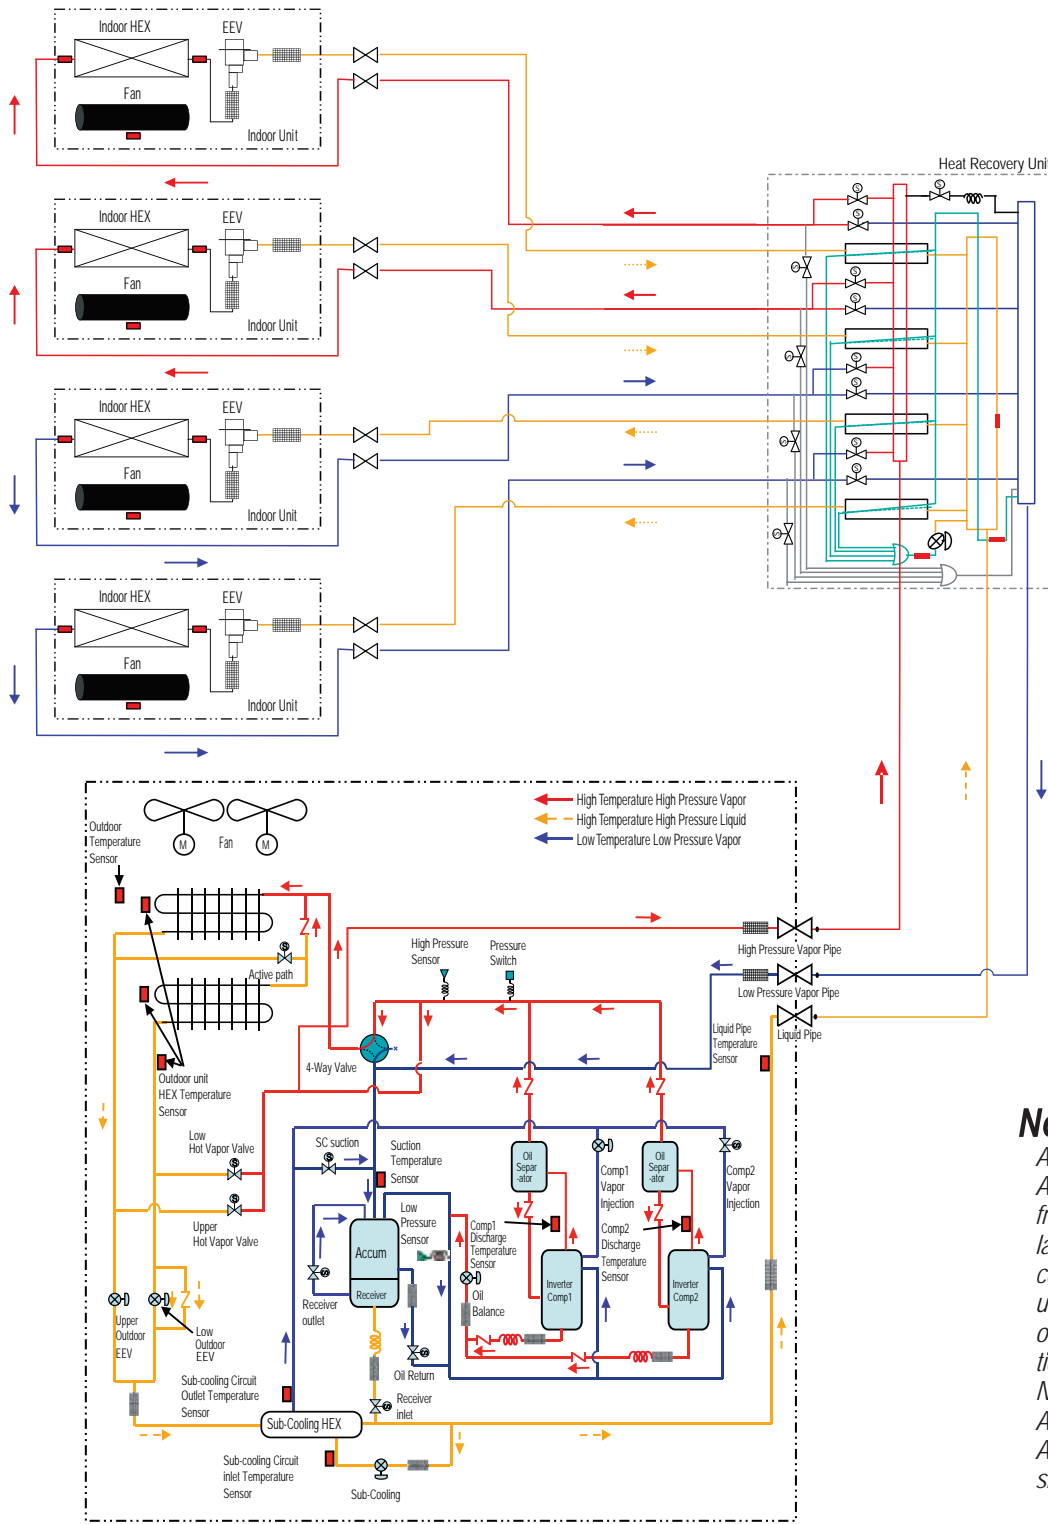 Indoor HEX
EEV
Fan
Indoor Unit
Heat Recovery Unit
Indoor HEX
EEV
Fan
Indoor Unit
Indoor HEX
EEV
Fan
Indoor Unit
Indoor HEX
EEV
Fan
Indoor Unit
S
S
S
S
S
S
S
S
S
S
S
S
S
High Temperature High Pressure Vapor
High Temperature High Pressure Liquid
Low Temperature Low Pressure Vapor
Outdoor
Temperature
Sensor
M
Fan
M
Active path
High Pressure
Sensor
Pressure
Switch
High Pressure Vapor Pipe
Low Pressure Vapor Pipe
Liquid Pipe
Liquid Pipe
Temperature
Sensor
4-Way Valve
Outdoor unit
HEX Temperature
Sensor
Low
Hot Vapor Valve
Upper
Hot Vapor Valve
SC suction
Suction
Temperature
Sensor
Low
Pressure
Sensor
Oil
Separ
-ator
Oil
Separ
-ator
Comp1
Vapor
Injection
Comp2
Vapor
Injection
Comp1
Discharge
Temperature
Sensor
Comp2
Discharge
Temperature
Sensor
Accum
Receiver
Receiver
outlet
Oil
Balance
Inverter
Comp1
Inverter
Comp2
Upper
Outdoor
EEV
Low
Outdoor
EEV
Oil Return
Receiver
inlet
Sub-cooling Circuit
Outlet Temperature
Sensor
Sub-Cooling HEX
Sub-cooling Circuit
inlet Temperature
Sensor
Sub-Cooling